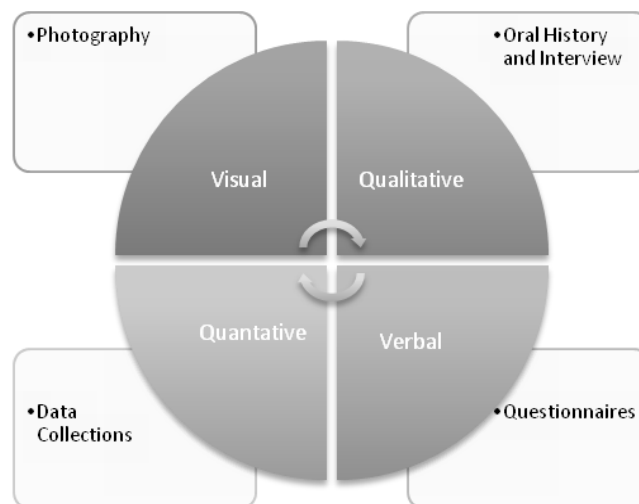 •Photography
•Oral History
and Interview
Visual
Qualitative
Quantative
Verbal
•Data
Collections
•Questionnaires